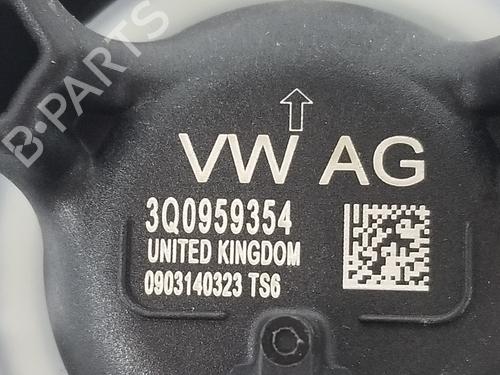 B-PARTS
VW AG
3Q0959354
UNITED KINGDOM
0903140323 TS6